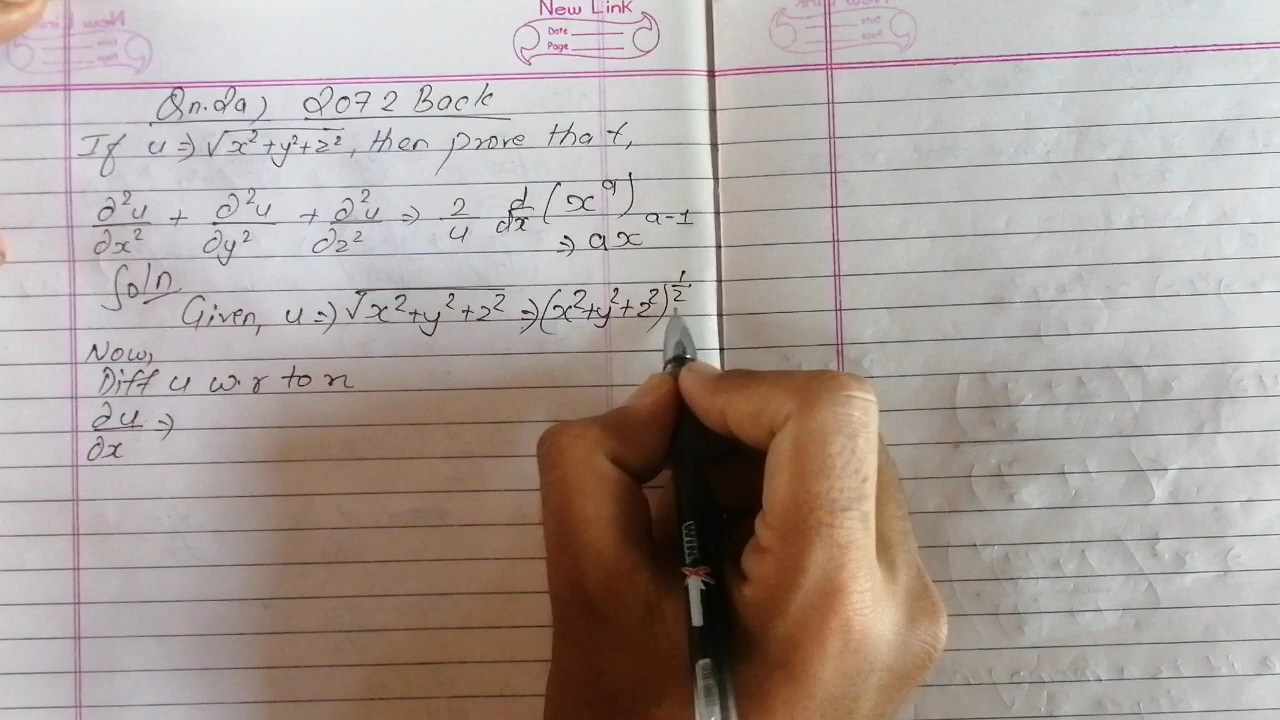 New Link
Date
Page
Qn.2a) 2072 Back
If u ⇒ √x²+y²+z², then prove that,
∂²u/∂x² + ∂²u/∂y² + ∂²u/∂z² ⇒ 2/u d/dx (x^a)
⇒ ax^a-1
Soln
Given, u ⇒ √x²+y²+z² ⇒ (x²+y²+z²)^1/2
Now,
Diff u w.r to x
∂u/∂x ⇒